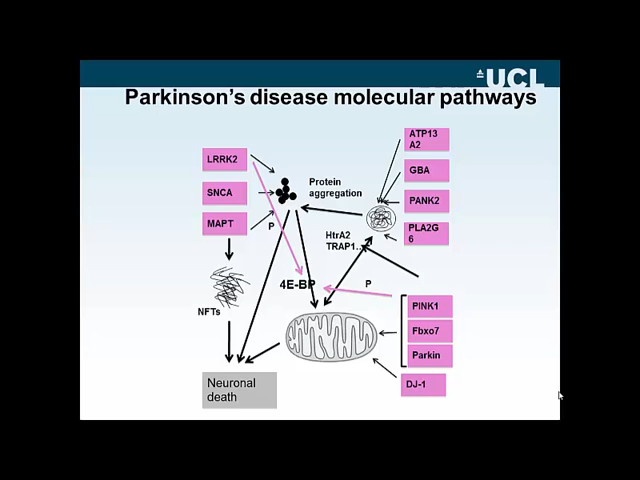 UCL
Parkinson's disease molecular pathways
ATP13
A2
LRRK2
GBA
Protein
aggregation
SNCA
PANK2
MAPT
P
PLA2G
6
HtrA2
TRAP1..
4E-BP
P
NFTs
PINK1
Fbxo7
Parkin
Neuronal
death
DJ-1